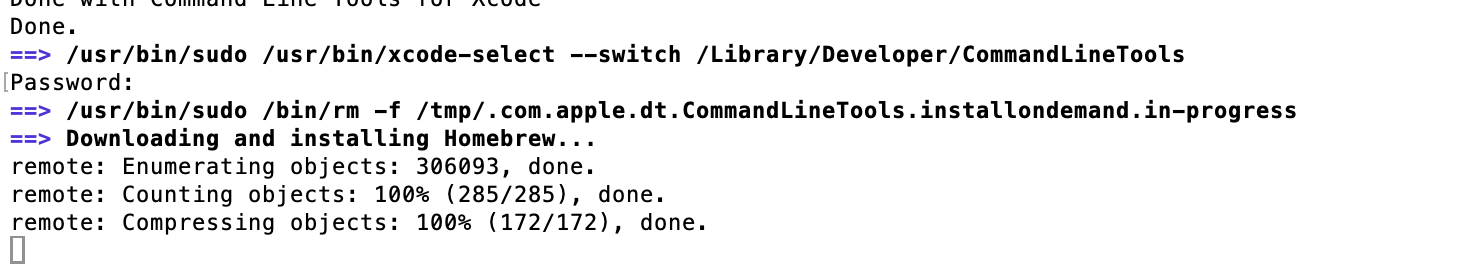 Done with Command Line Tools for Xcode
Done.
==> /usr/bin/sudo /usr/bin/xcode-select --switch /Library/Developer/CommandLineTools
Password:
==> /usr/bin/sudo /bin/rm -f /tmp/.com.apple.dt.CommandLineTools.installondemand.in-progress
==> Downloading and installing Homebrew...
remote: Enumerating objects: 306093, done.
remote: Counting objects: 100% (285/285), done.
remote: Compressing objects: 100% (172/172), done.